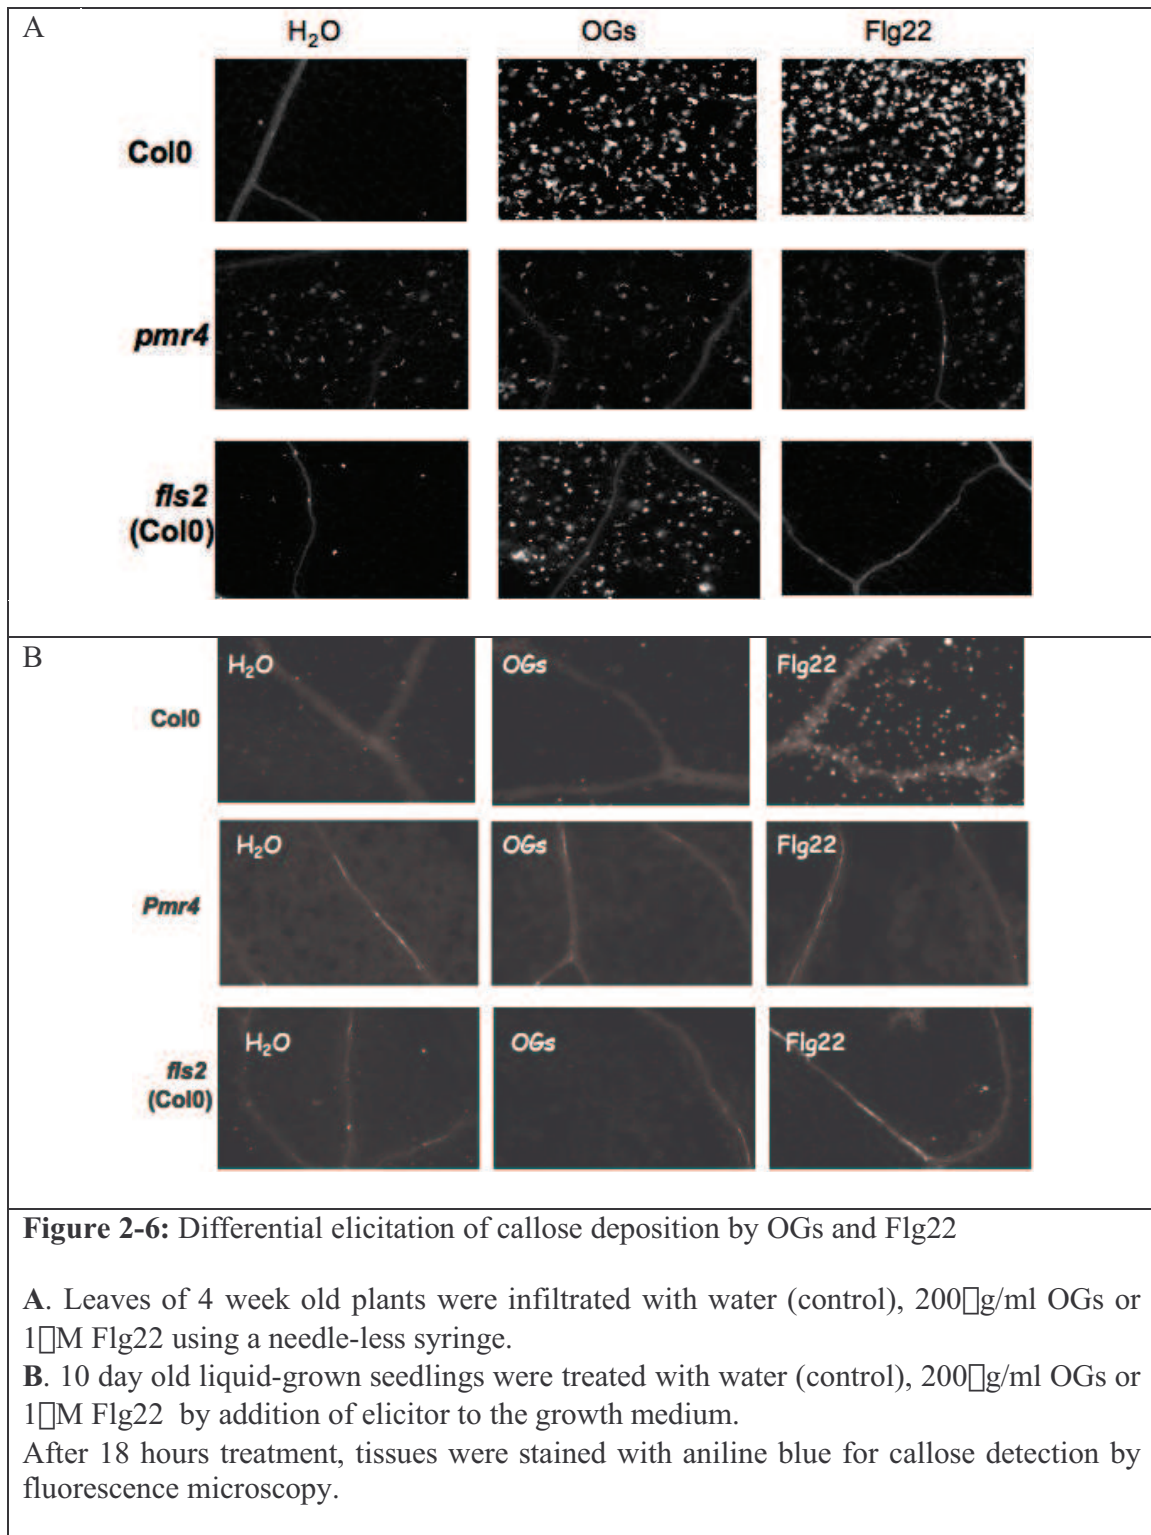 A
H₂O OGs Flg22
Col0
pmr4
fls2
(Col0)
B
H₂O OGs Flg22
Col0
H₂O OGs Flg22
Pmr4
H₂O OGs Flg22
fls2
(Col0)
Figure 2-6: Differential elicitation of callose deposition by OGs and Flg22
A. Leaves of 4 week old plants were infiltrated with water (control), 200□g/ml OGs or
1□M Flg22 using a needle-less syringe.
B. 10 day old liquid-grown seedlings were treated with water (control), 200□g/ml OGs or
1□M Flg22 by addition of elicitor to the growth medium.
After 18 hours treatment, tissues were stained with aniline blue for callose detection by
fluorescence microscopy.